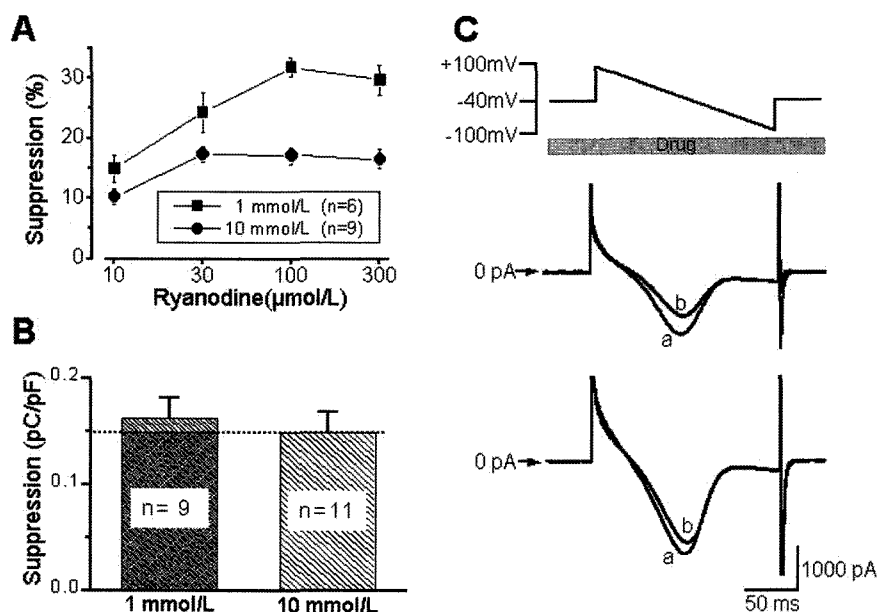 A
Suppression (%)
30
20
10
0
1 mmol/L (n=6)
10 mmol/L (n=9)
10 30 100 300
Ryanodine(µmol/L)
B
Suppression (pC/pF)
0.2
0.1
0.0
n= 9
n=11
1 mmol/L 10 mmol/L
C
+100mV
-40mV
-100mV
Drug
0 pA
b
a
0 pA
b
a
1000 pA
50 ms